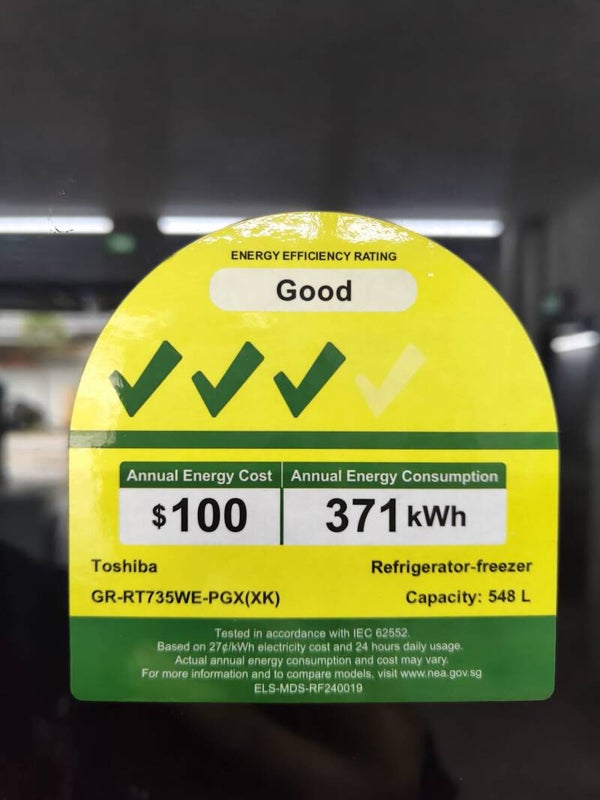 ENERGY EFFICIENCY RATING
Good
Annual Energy Cost
$100
Annual Energy Consumption
371 kWh
Toshiba
GR-RT735WE-PGX(XK)
Refrigerator-freezer
Capacity: 548 L
Tested in accordance with IEC 62552.
Based on 27¢/kWh electricity cost and 24 hours daily usage.
Actual annual energy consumption and cost may vary.
For more information and to compare models, visit www.nea.gov.sg
ELS-MDS-RF240019